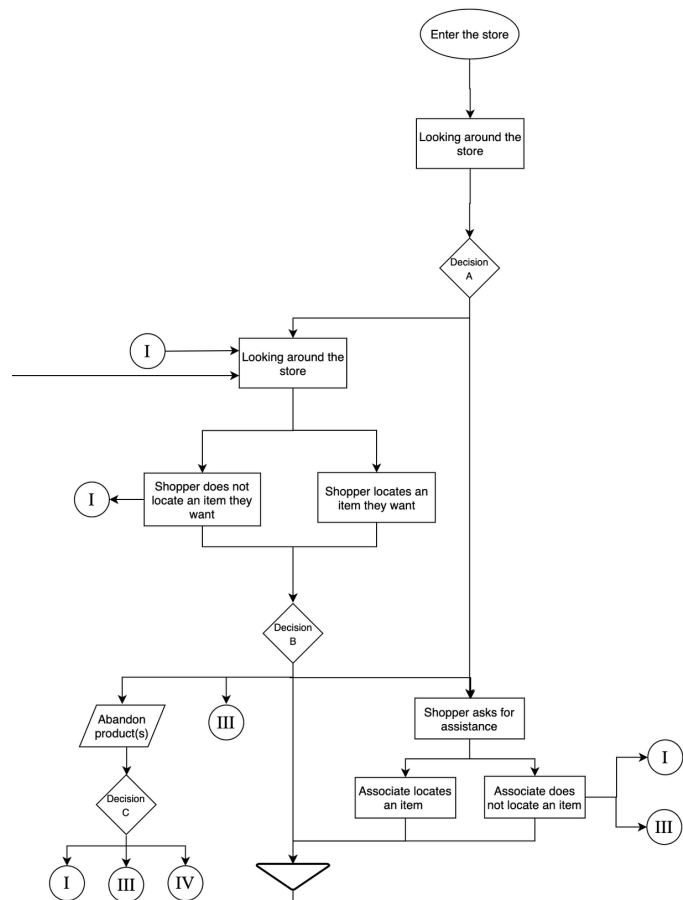 Enter the store
Looking around the
store
Decision
A
I
Looking around the
store
I
Shopper does not
locate an item they
want
Shopper locates an
item they want
Decision
B
Abandon
product(s)
III
Shopper asks for
assistance
I
Decision
C
Associate locates
an item
Associate does
not locate an item
III
I
III
IV